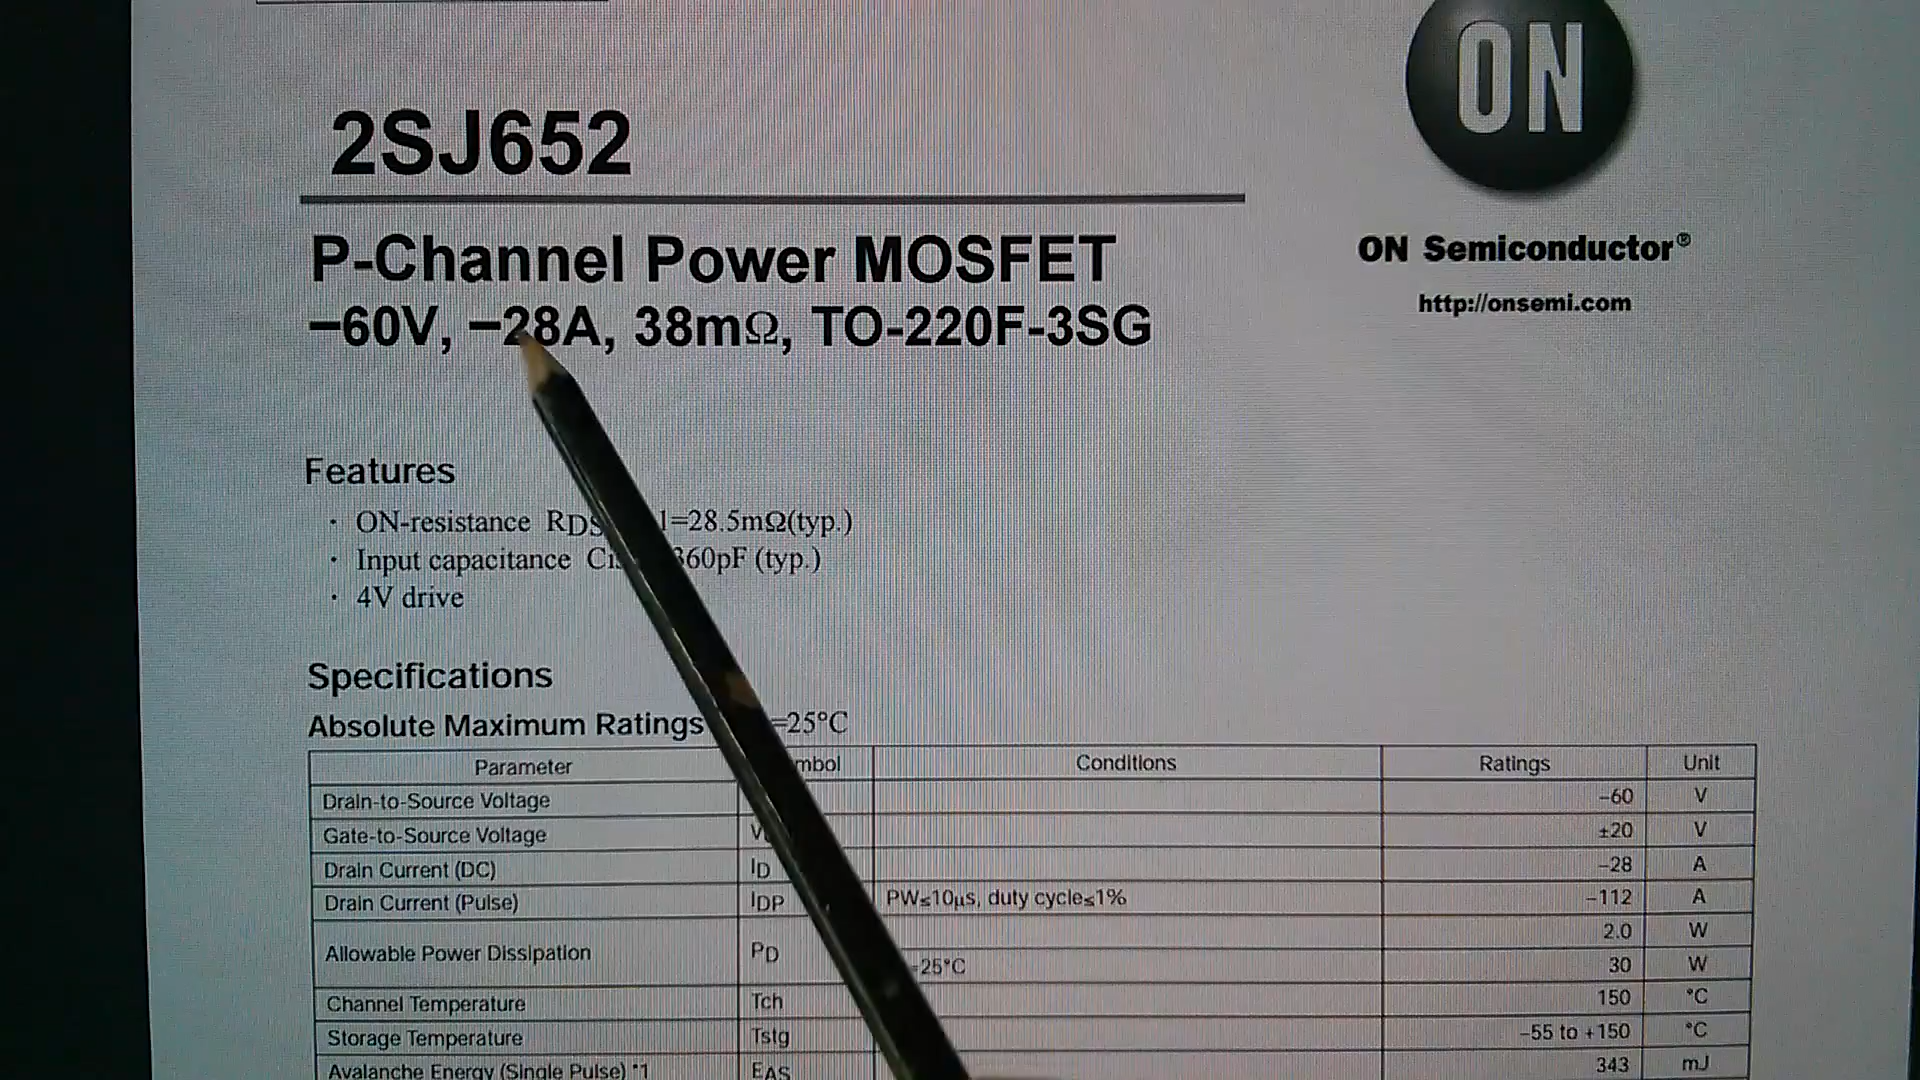 ON
2SJ652
P-Channel Power MOSFET
–60V, –28A, 38mΩ, TO-220F-3SG
ON Semiconductor®
http://onsemi.com
Features
· ON-resistance RDS 1=28.5mΩ(typ.)
· Input capacitance Cis 360pF (typ.)
· 4V drive
Specifications
Absolute Maximum Ratings =25°C
Parameter mbol Conditions Ratings Unit
Drain-to-Source Voltage –60 V
Gate-to-Source Voltage V ±20 V
Drain Current (DC) ID –28 A
Drain Current (Pulse) IDP PW≤10μs, duty cycle≤1% –112 A
Allowable Power Dissipation PD 2.0 W
=25°C 30 W
Channel Temperature Tch 150 °C
Storage Temperature Tstg –55 to +150 °C
Avalanche Energy (Single Pulse) *1 EAS 343 mJ